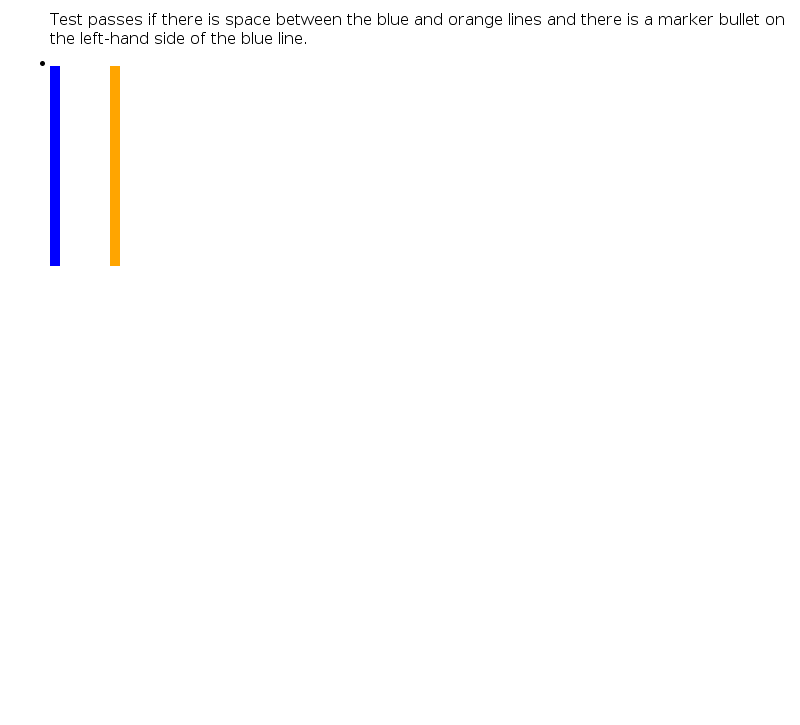 Test passes if there is space between the blue and orange lines and there is a marker bullet on
the left-hand side of the blue line.